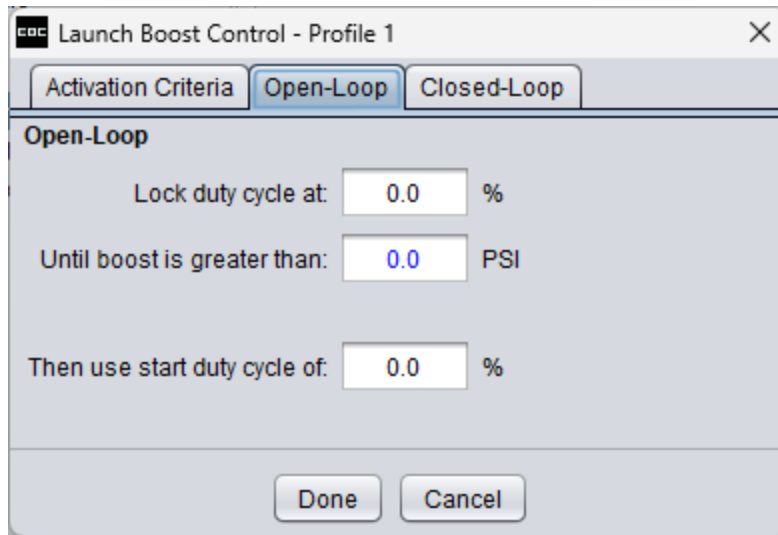 COC Launch Boost Control - Profile 1
Activation Criteria Open-Loop Closed-Loop
Open-Loop
Lock duty cycle at: 0.0 %
Until boost is greater than: 0.0 PSI
Then use start duty cycle of: 0.0 %
Done Cancel